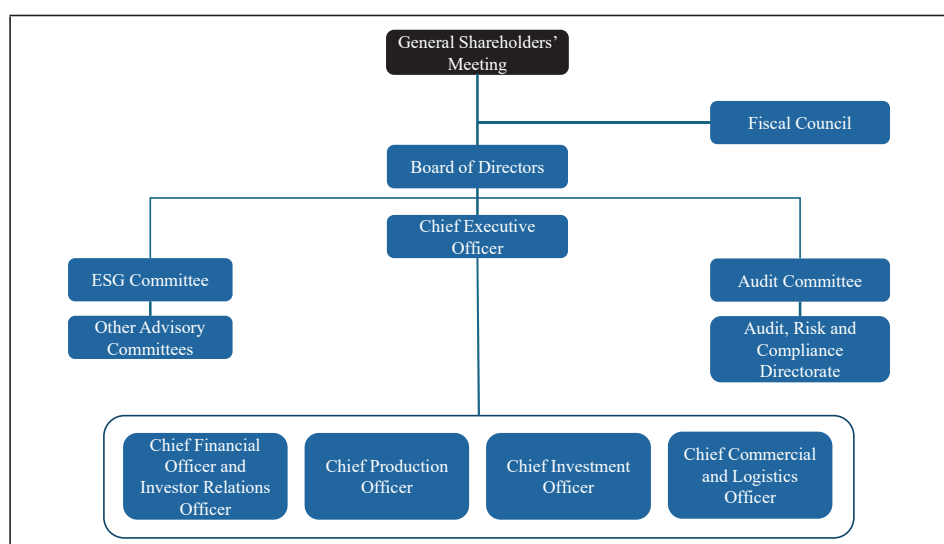 General Shareholders’
Meeting
Fiscal Council
Board of Directors
Chief Executive
Officer
ESG Committee
Audit Committee
Other Advisory
Committees
Audit, Risk and
Compliance
Directorate
Chief Financial
Officer and
Investor Relations
Officer
Chief Production
Officer
Chief Investment
Officer
Chief Commercial
and Logistics
Officer